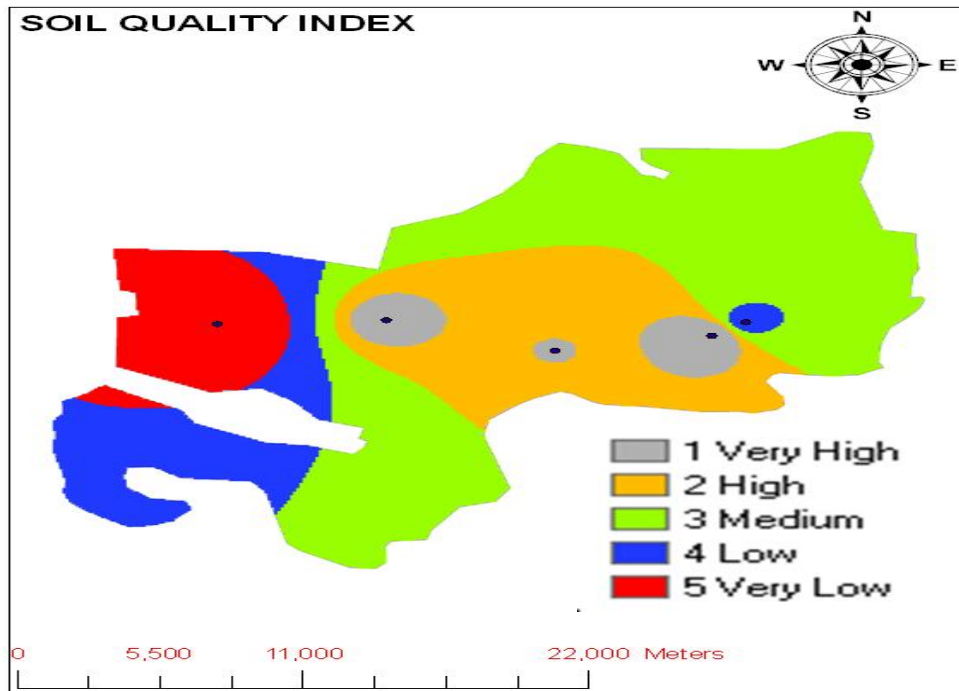 SOIL QUALITY INDEX
N
W E
S
1 Very High
2 High
3 Medium
4 Low
5 Very Low
0 5,500 11,000 22,000 Meters